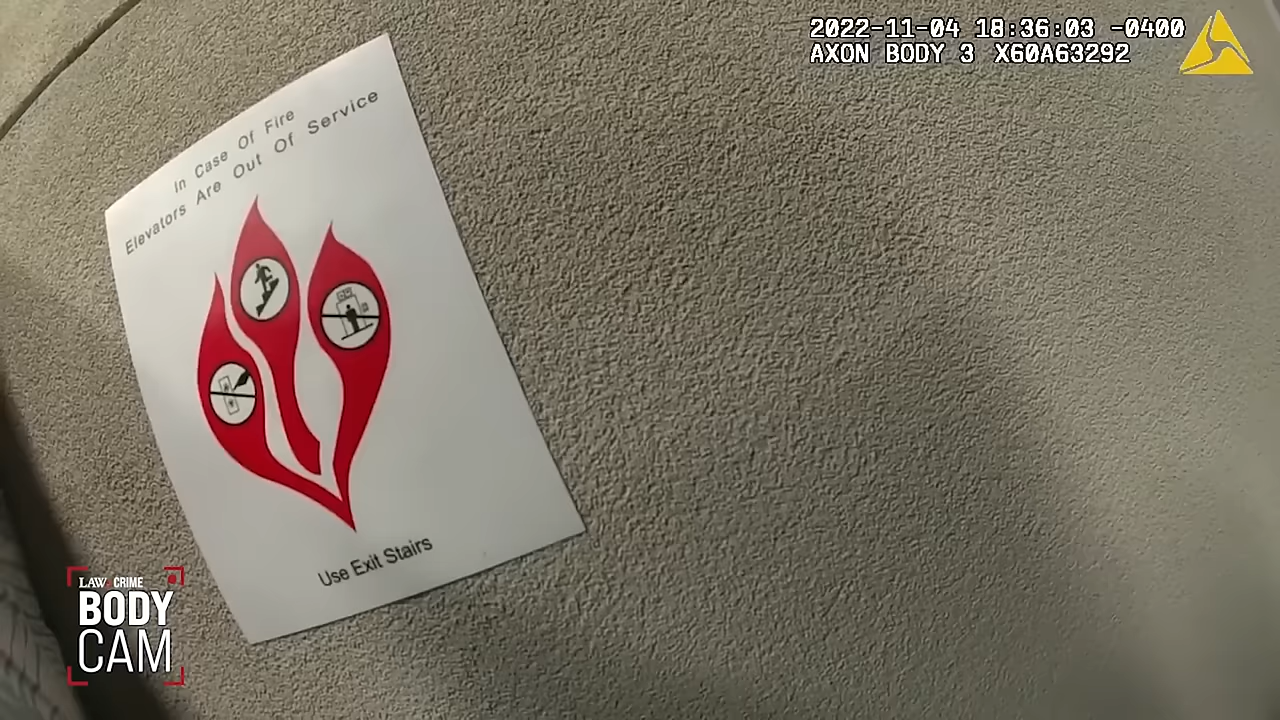 2022-11-04 18:36:03 -0400
AXON BODY 3 X60A63292
In Case Of Fire
Elevators Are Out Of Service
Use Exit Stairs
LAW & CRIME
BODY
CAM